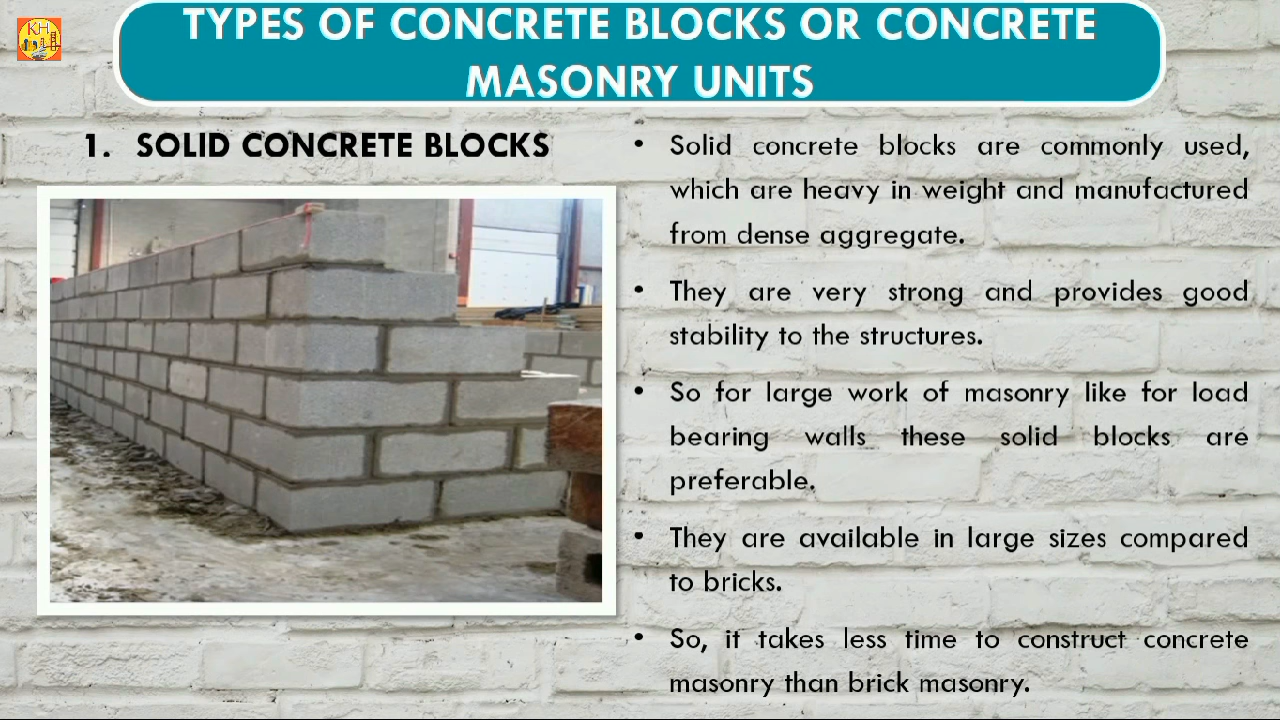 KH
TYPES OF CONCRETE BLOCKS OR CONCRETE
MASONRY UNITS
1. SOLID CONCRETE BLOCKS
• Solid concrete blocks are commonly used,
which are heavy in weight and manufactured
from dense aggregate.
• They are very strong and provides good
stability to the structures.
• So for large work of masonry like for load
bearing walls these solid blocks are
preferable.
• They are available in large sizes compared
to bricks.
• So, it takes less time to construct concrete
masonry than brick masonry.